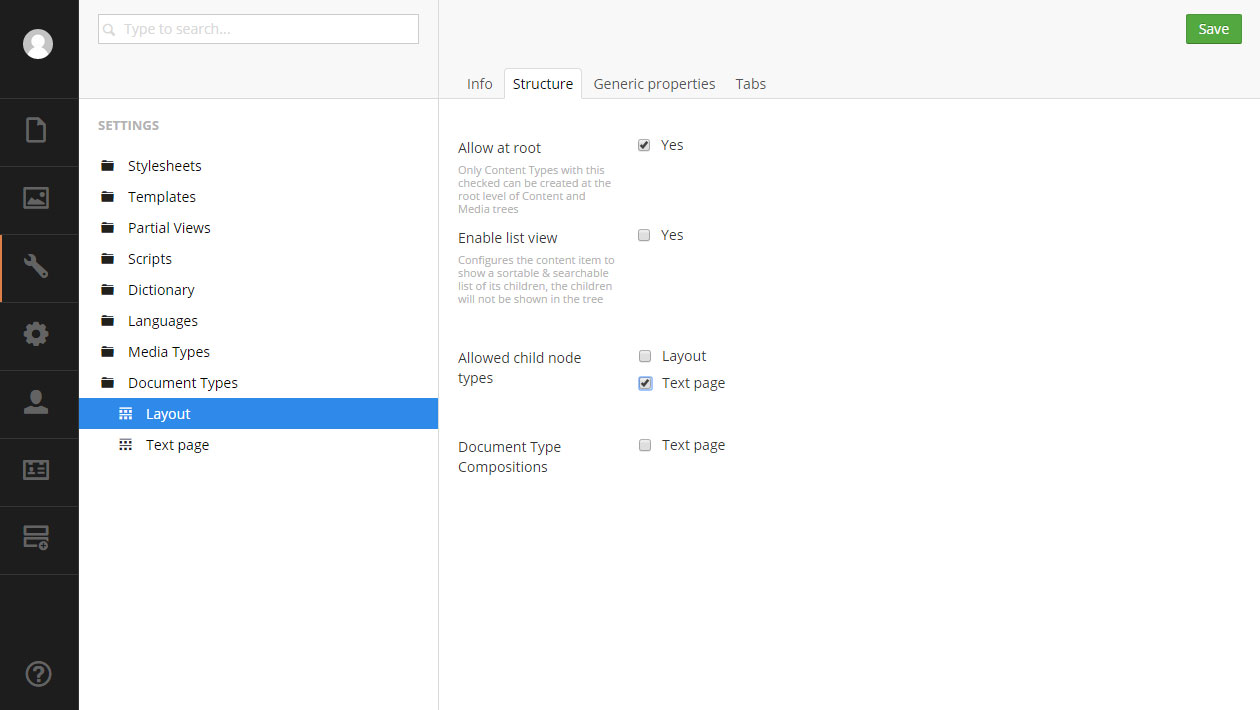 Type to search...
Save
Info
Structure
Generic properties
Tabs
SETTINGS
Stylesheets
Templates
Partial Views
Scripts
Dictionary
Languages
Media Types
Document Types
Layout
Text page
Allow at root
Only Content Types with this
checked can be created at the
root level of Content and
Media trees
Yes
Enable list view
Configures the content item to
show a sortable & searchable
list of its children, the children
will not be shown in the tree
Yes
Allowed child node
types
Layout
Text page
Document Type
Compositions
Text page